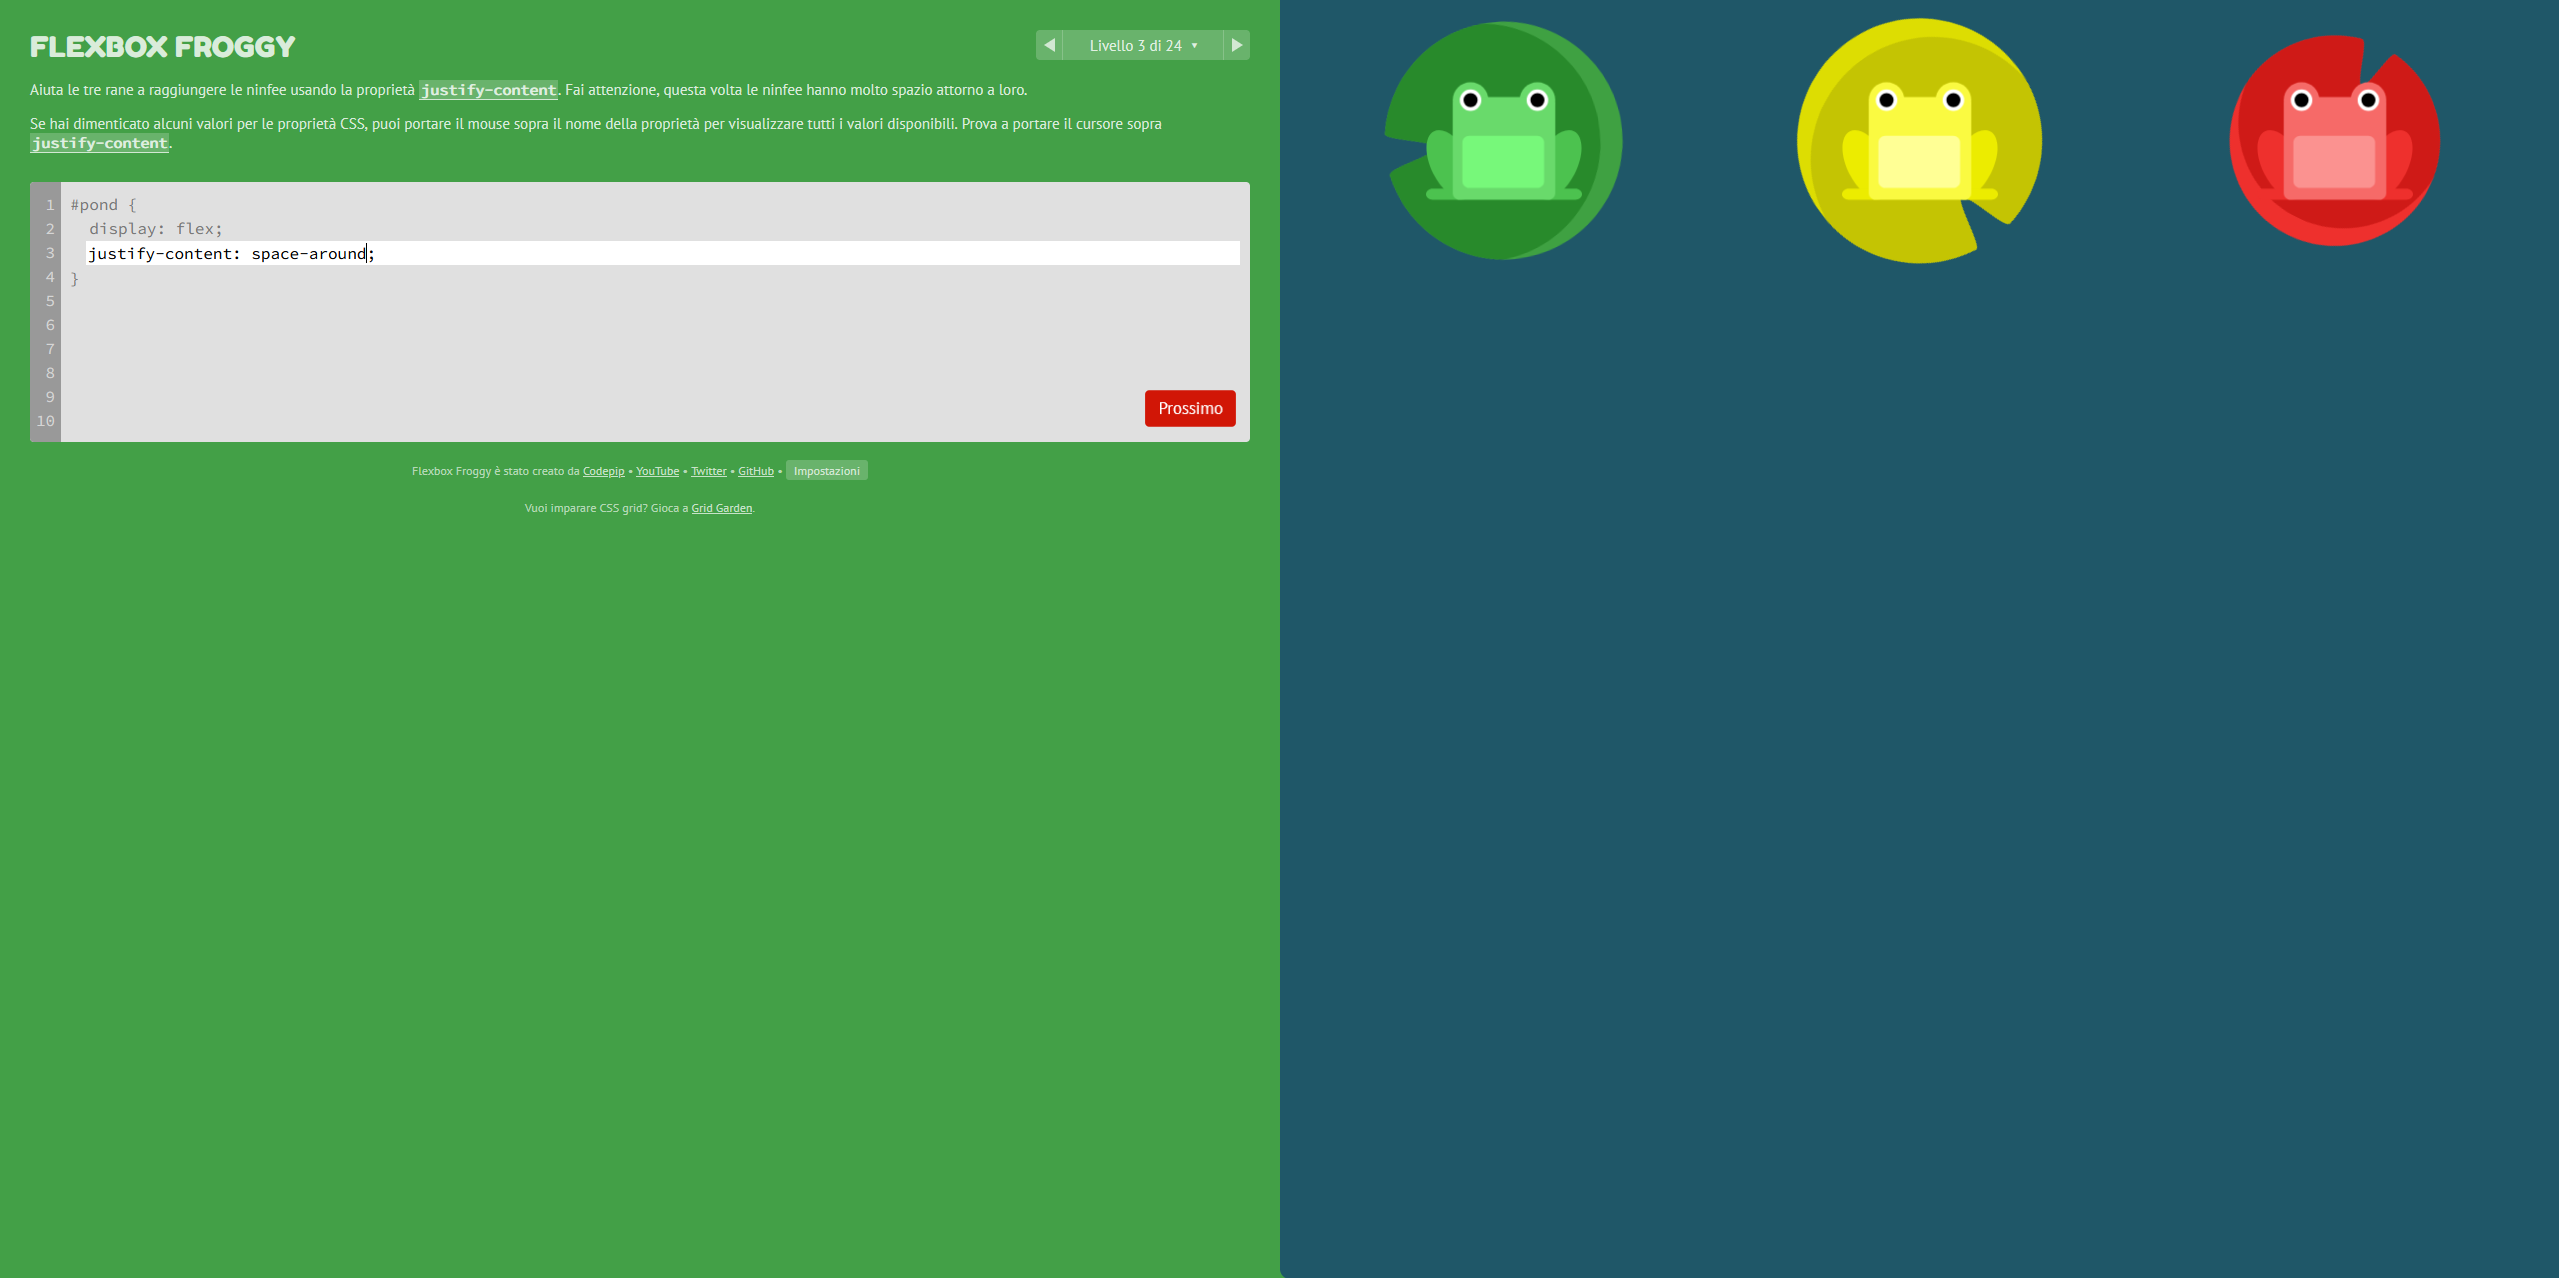 FLEXBOX FROGGY
Livello 3 di 24 ▾
Aiuta le tre rane a raggiungere le ninfee usando la proprietà justify-content. Fai attenzione, questa volta le ninfee hanno molto spazio attorno a loro.
Se hai dimenticato alcuni valori per le proprietà CSS, puoi portare il mouse sopra il nome della proprietà per visualizzare tutti i valori disponibili. Prova a portare il cursore sopra
justify-content.
1 #pond {
2 display: flex;
3 justify-content: space-around;
4 }
5
6
7
8
9
10
Prossimo
Flexbox Froggy è stato creato da Codepip • YouTube • Twitter • GitHub • Impostazioni
Vuoi imparare CSS grid? Gioca a Grid Garden.